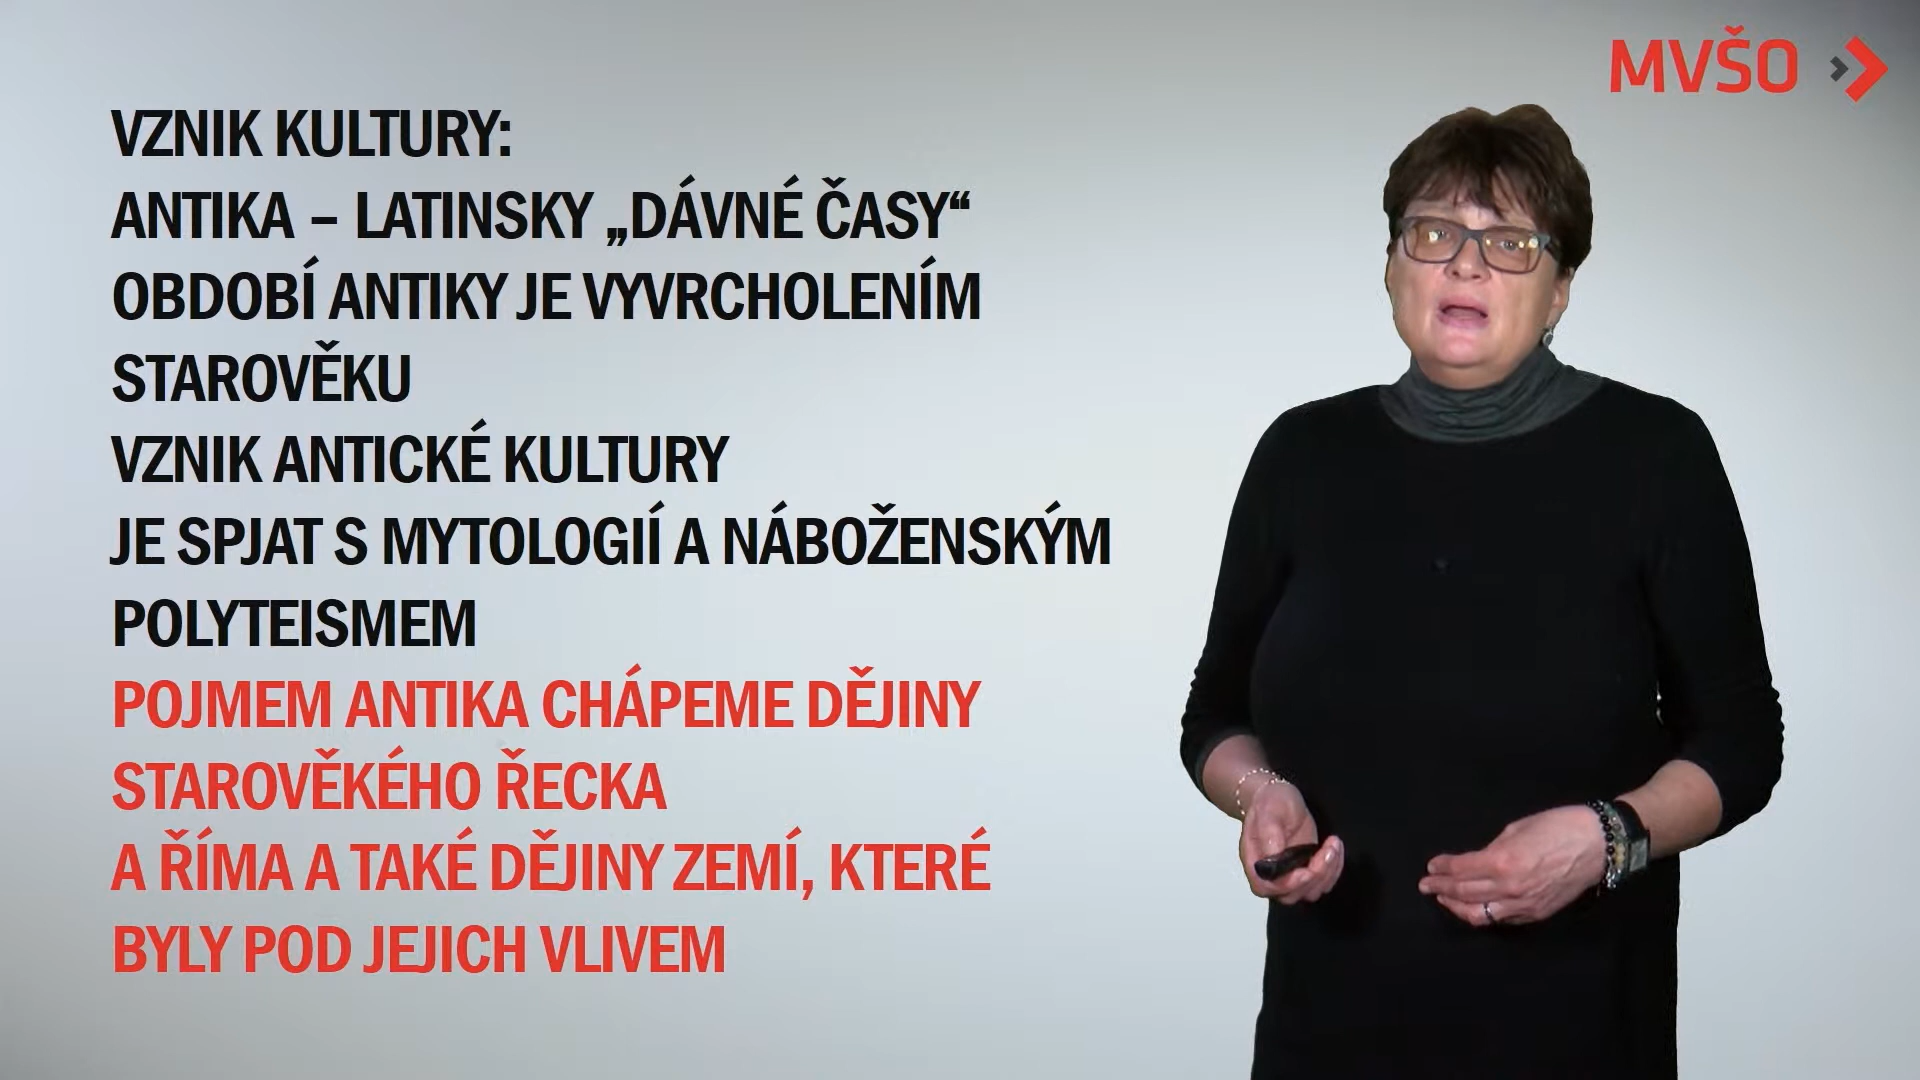 MVŠO
VZNIK KULTURY:
ANTIKA – LATINSKY „DÁVNÉ ČASY“
OBDOBÍ ANTIKY JE VYVRCHOLENÍM
STAROVĚKU
VZNIK ANTICKÉ KULTURY
JE SPJAT S MYTOLOGIÍ A NÁBOŽENSKÝM
POLYTEISMEM
POJMEM ANTIKA CHÁPEME DĚJINY
STAROVĚKÉHO ŘECKA
A ŘÍMA A TAKÉ DĚJINY ZEMÍ, KTERÉ
BYLY POD JEJICH VLIVEM